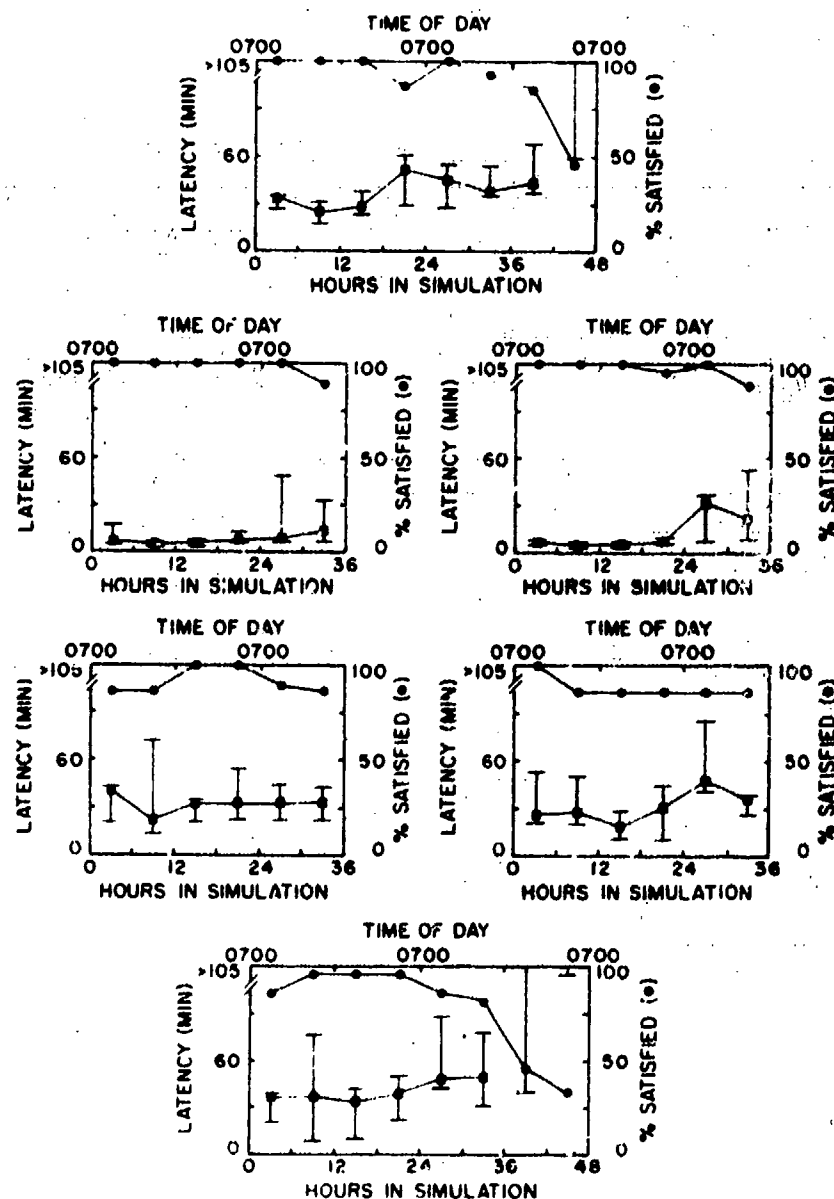 TIME OF DAY
0700 0700 0700
>105 100
60 50
0 0
LATENCY (MIN)
% SATISFIED (●)
0 12 24 36 48
HOURS IN SIMULATION
TIME OF DAY
0700 0700
>105 100
60 50
0 0
LATENCY (MIN)
% SATISFIED (●)
0 12 24 36
HOURS IN SIMULATION
TIME OF DAY
0700 0700
>105 100
60 50
0 0
LATENCY (MIN)
% SATISFIED (●)
0 12 24 36
HOURS IN SIMULATION
TIME OF DAY
0700 0700
>105 100
60 50
0 0
LATENCY (MIN)
% SATISFIED (●)
0 12 24 36
HOURS IN SIMULATION
TIME OF DAY
0700 0700
>105 100
60 50
0 0
LATENCY (MIN)
% SATISFIED (●)
0 12 24 36
HOURS IN SIMULATION
TIME OF DAY
0700 0700 0700
>105 100
60 50
0 0
LATENCY (MIN)
% SATISFIED (●)
0 12 24 36 48
HOURS IN SIMULATION